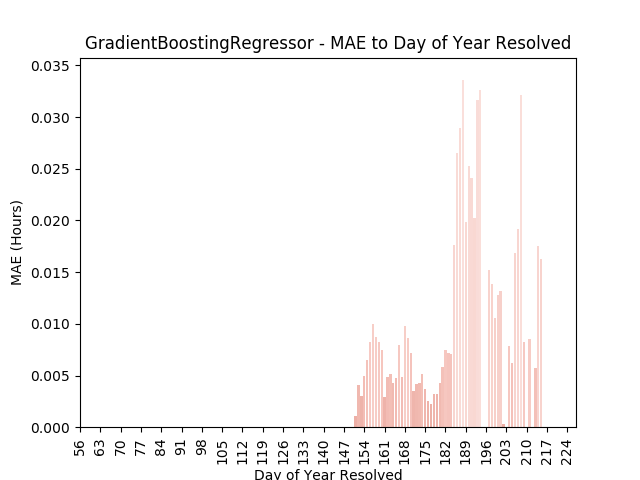 GradientBoostingRegressor - MAE to Day of Year Resolved
0.035
0.030
0.025
0.020
0.015
0.010
0.005
0.000
MAE (Hours)
56 63 70 77 84 91 98 105 112 119 126 133 140 147 154 161 168 175 182 189 196 203 210 217 224
Day of Year Resolved